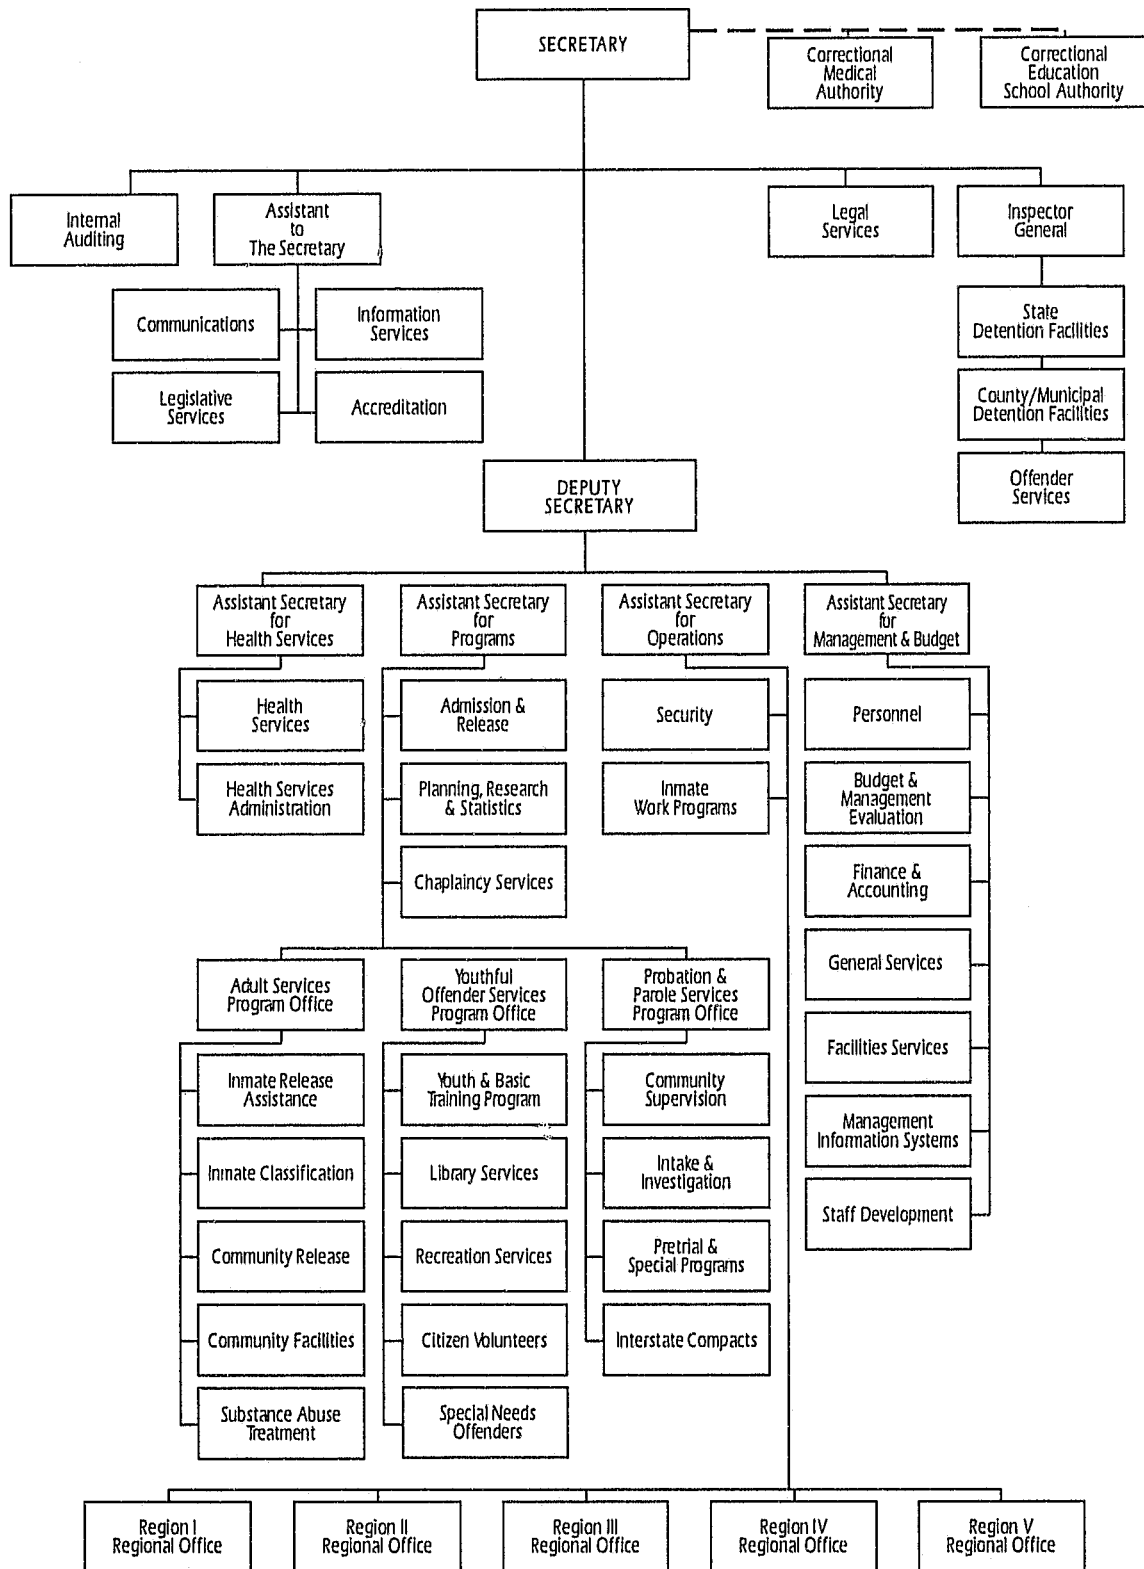 SECRETARY
Correctional
Medical
Authority
Correctional
Education
School Authority
Internal
Auditing
Assistant
to
The Secretary
Legal
Services
Inspector
General
Communications
Information
Services
Legislative
Services
Accreditation
State
Detention Facilities
County/Municipal
Detention Facilities
Offender
Services
DEPUTY
SECRETARY
Assistant Secretary
for
Health Services
Assistant Secretary
for
Programs
Assistant Secretary
for
Operations
Assistant Secretary
for
Management & Budget
Health
Services
Health Services
Administration
Admission &
Release
Planning, Research
& Statistics
Chaplaincy Services
Security
Inmate
Work Programs
Personnel
Budget &
Management
Evaluation
Finance &
Accounting
General Services
Facilities Services
Management
Information Systems
Staff Development
Adult Services
Program Office
Youthful
Offender Services
Program Office
Probation &
Parole Services
Program Office
Inmate Release
Assistance
Inmate Classification
Community Release
Community Facilities
Substance Abuse
Treatment
Youth & Basic
Training Program
Library Services
Recreation Services
Citizen Volunteers
Special Needs
Offenders
Community
Supervision
Intake &
Investigation
Pretrial &
Special Programs
Interstate Compacts
Region I
Regional Office
Region II
Regional Office
Region III
Regional Office
Region IV
Regional Office
Region V
Regional Office